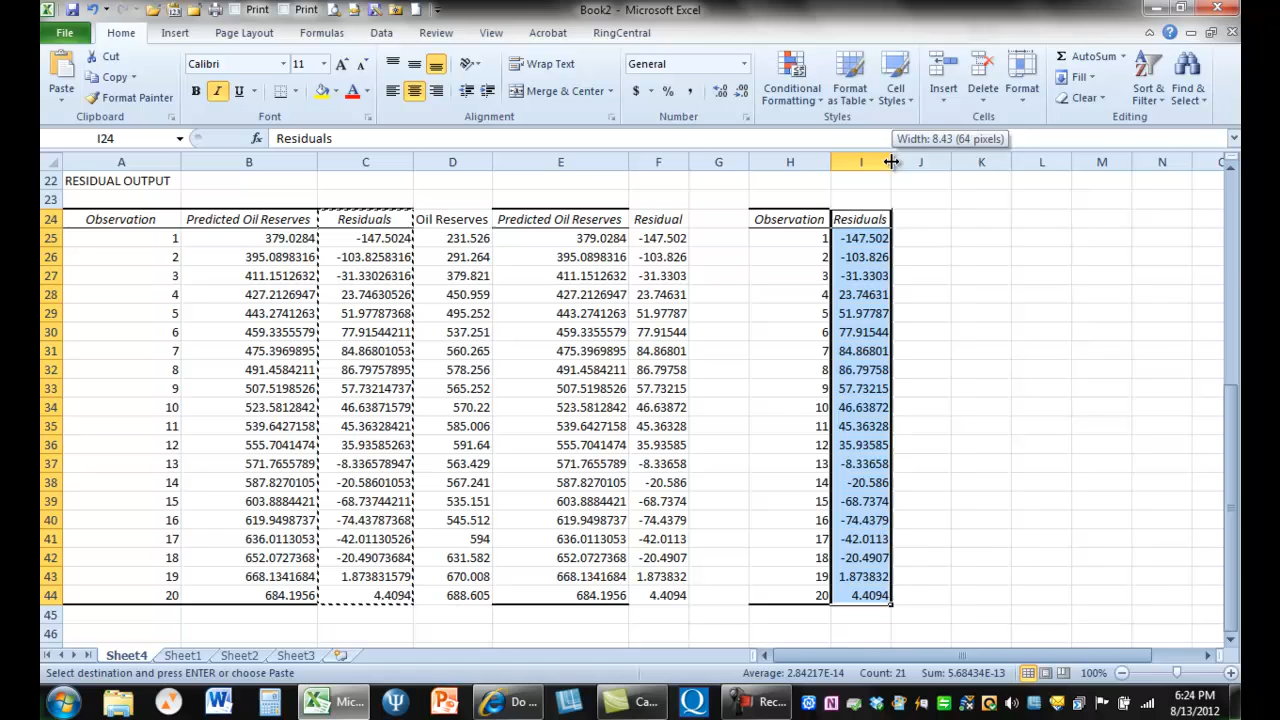 Print Print Book2 - Microsoft Excel
File Home Insert Page Layout Formulas Data Review View Acrobat RingCentral
Paste Cut Copy Format Painter Clipboard
Calibri 11 A A B I U A Font
Wrap Text Merge & Center Alignment
General $ % , Number
Conditional Formatting Format as Table Cell Styles Styles
Insert Delete Format Cells
Σ AutoSum Fill Clear Sort & Filter Find & Select Editing
I24 fx Residuals Width: 8.43 (64 pixels)
A B C D E F G H I J K L M N
22 RESIDUAL OUTPUT
23
24 Observation Predicted Oil Reserves Residuals Oil Reserves Predicted Oil Reserves Residual Observation Residuals
25 1 379.0284 -147.5024 231.526 379.0284 -147.502 1 -147.502
26 2 395.0898316 -103.8258316 291.264 395.0898316 -103.826 2 -103.826
27 3 411.1512632 -31.33026316 379.821 411.1512632 -31.3303 3 -31.3303
28 4 427.2126947 23.74630526 450.959 427.2126947 23.74631 4 23.74631
29 5 443.2741263 51.97787368 495.252 443.2741263 51.97787 5 51.97787
30 6 459.3355579 77.91544211 537.251 459.3355579 77.91544 6 77.91544
31 7 475.3969895 84.86801053 560.265 475.3969895 84.86801 7 84.86801
32 8 491.4584211 86.79757895 578.256 491.4584211 86.79758 8 86.79758
33 9 507.5198526 57.73214737 565.252 507.5198526 57.73215 9 57.73215
34 10 523.5812842 46.63871579 570.22 523.5812842 46.63872 10 46.63872
35 11 539.6427158 45.36328421 585.006 539.6427158 45.36328 11 45.36328
36 12 555.7041474 35.93585263 591.64 555.7041474 35.93585 12 35.93585
37 13 571.7655789 -8.336578947 563.429 571.7655789 -8.33658 13 -8.33658
38 14 587.8270105 -20.58601053 567.241 587.8270105 -20.586 14 -20.586
39 15 603.8884421 -68.73744211 535.151 603.8884421 -68.7374 15 -68.7374
40 16 619.9498737 -74.43787368 545.512 619.9498737 -74.4379 16 -74.4379
41 17 636.0113053 -42.01130526 594 636.0113053 -42.0113 17 -42.0113
42 18 652.0727368 -20.49073684 631.582 652.0727368 -20.4907 18 -20.4907
43 19 668.1341684 1.873831579 670.008 668.1341684 1.873832 19 1.873832
44 20 684.1956 4.4094 688.605 684.1956 4.4094 20 4.4094
45
46
Sheet4 Sheet1 Sheet2 Sheet3
Select destination and press ENTER or choose Paste Average: 2.84217E-14 Count: 21 Sum: 5.68434E-13 100%
Mic... Do ... Ca... Rec...
6:24 PM
8/13/2012